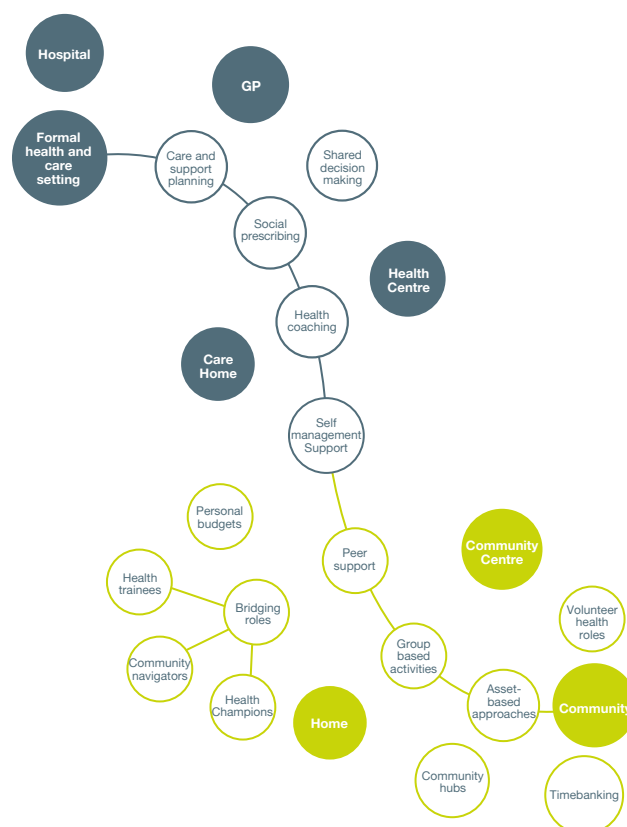 Hospital
GP
Formal
health and
care
setting
Care and
support
planning
Shared
decision
making
Social
prescribing
Health
Centre
Health
coaching
Care
Home
Self
management
Support
Personal
budgets
Community
Centre
Peer
support
Health
trainees
Bridging
roles
Volunteer
health
roles
Group
based
activities
Community
navigators
Health
Champions
Asset-
based
approaches
Community
Home
Community
hubs
Timebanking